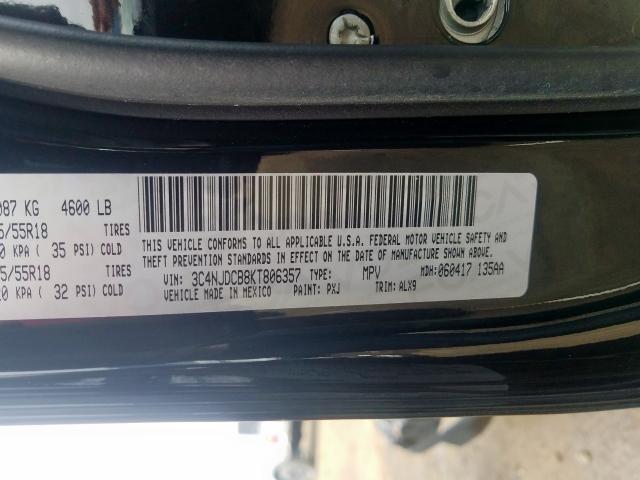 087 KG 4600 LB
5/55R18 TIRES
0 KPA ( 35 PSI) COLD
5/55R18 TIRES
20 KPA ( 32 PSI) COLD
THIS VEHICLE CONFORMS TO ALL APPLICABLE U.S.A. FEDERAL MOTOR VEHICLE SAFETY AND
THEFT PREVENTION STANDARDS IN EFFECT ON THE DATE OF MANUFACTURE SHOWN ABOVE.
VIN: 3C4NJDCB8KT806357 TYPE: MPV MDH: 060417 135AA
VEHICLE MADE IN MEXICO PAINT: PXJ TRIM: ALX9